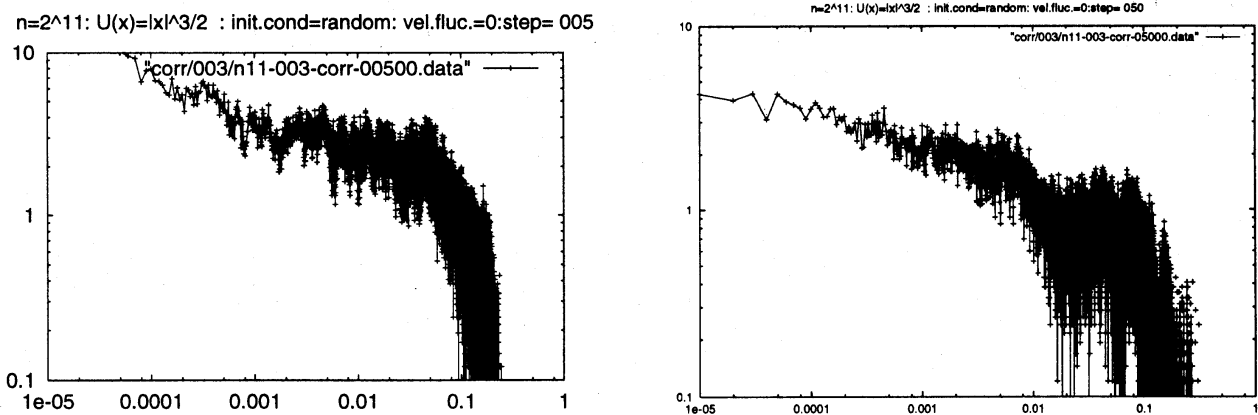 n=2^11: U(x)=|x|^3/2 : init.cond=random: vel.fluc.=0:step= 005
"corr/003/n11-003-corr-00500.data"
10
1
0.1
1e-05 0.0001 0.001 0.01 0.1 1
n=2^11: U(x)=|x|^3/2 : init.cond=random: vel.fluc.=0:step= 050
"corr/003/n11-003-corr-05000.data"
10
1
0.1
1e-05 0.0001 0.001 0.01 0.1 1